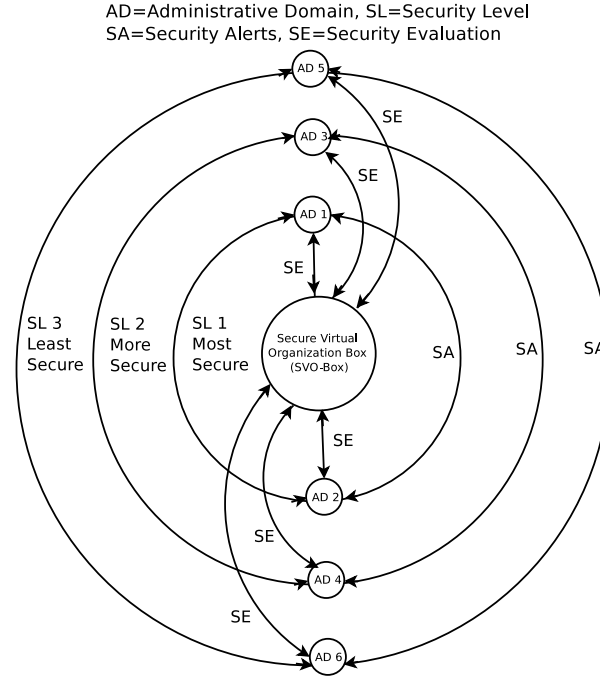 AD=Administrative Domain, SL=Security Level
SA=Security Alerts, SE=Security Evaluation
AD 5
SE
AD 3
SE
AD 1
SE
SL 3
Least
Secure
SL 2
More
Secure
SL 1
Most
Secure
Secure Virtual
Organization Box
(SVO-Box)
SA
SA
SA
SE
AD 2
SE
AD 4
SE
AD 6